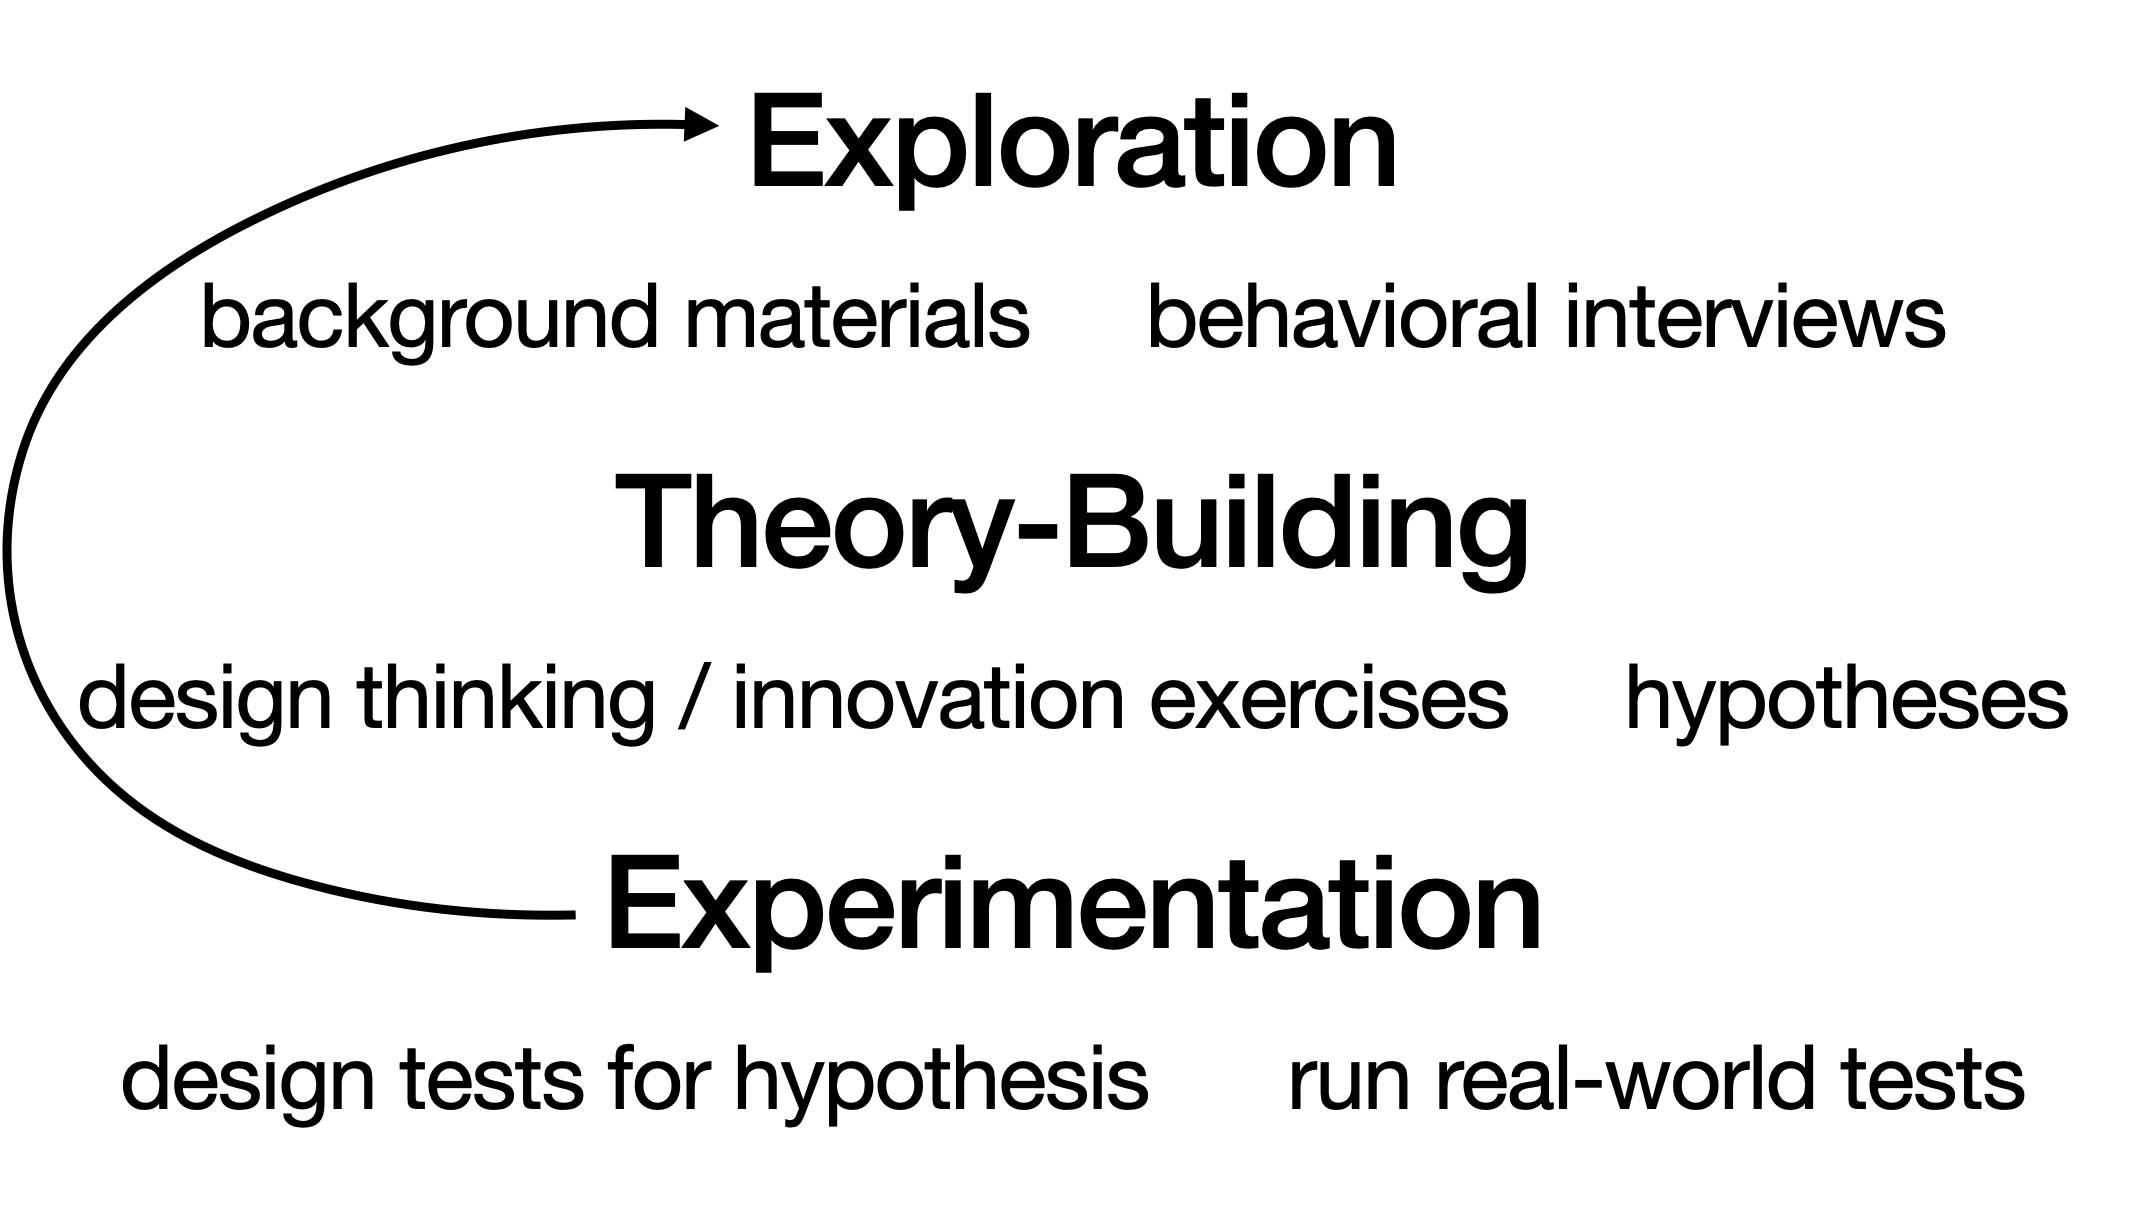 Exploration
background materials behavioral interviews
Theory-Building
design thinking / innovation exercises hypotheses
Experimentation
design tests for hypothesis run real-world tests